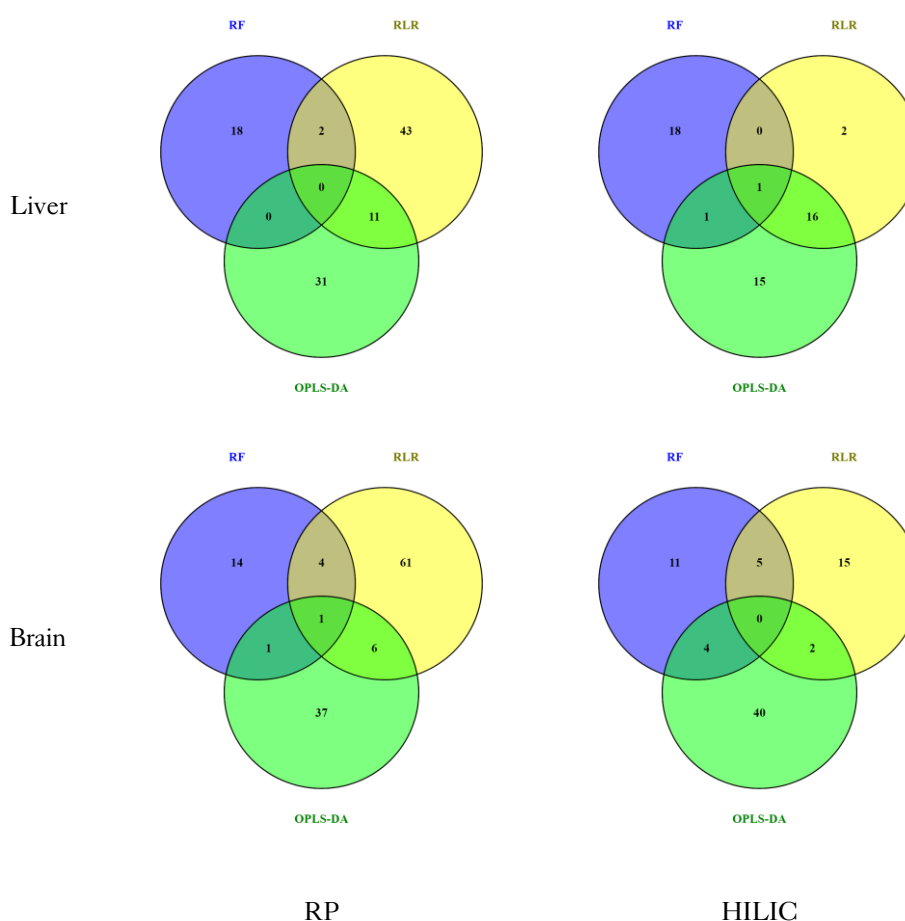 RF RLR RF RLR
18 2 43 18 0 2
0 1
Liver
0 11 1 16
31 15
OPLS-DA OPLS-DA
RF RLR RF RLR
14 4 61 11 5 15
1 0
Brain
1 6 4 2
37 40
OPLS-DA OPLS-DA
RP HILIC